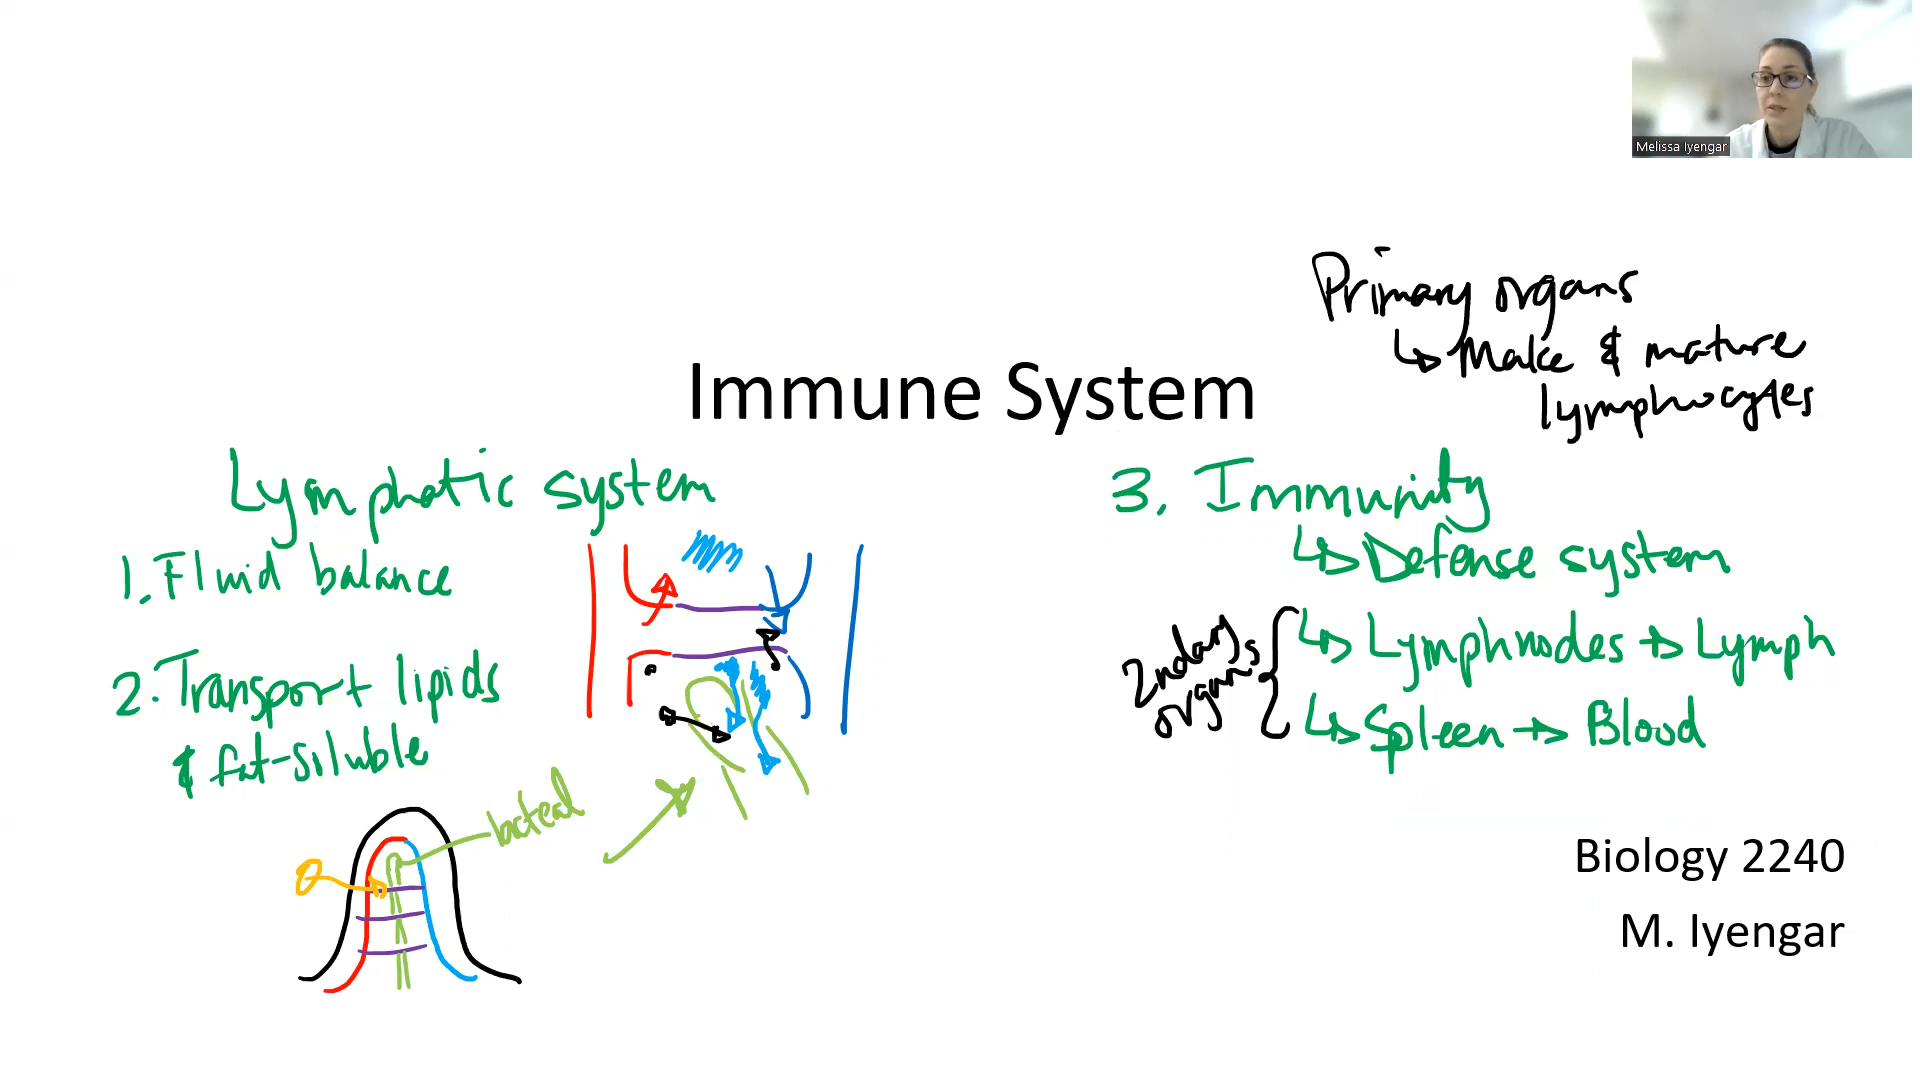 Melissa Iyengar
Primary organs
Make & mature
lymphocytes
Immune System
Lymphatic system
1. Fluid balance
2. Transport lipids
& fat-soluble
lacteal
3. Immunity
Defense system
2ndary
organs
Lymphnodes → Lymph
Spleen → Blood
Biology 2240
M. Iyengar